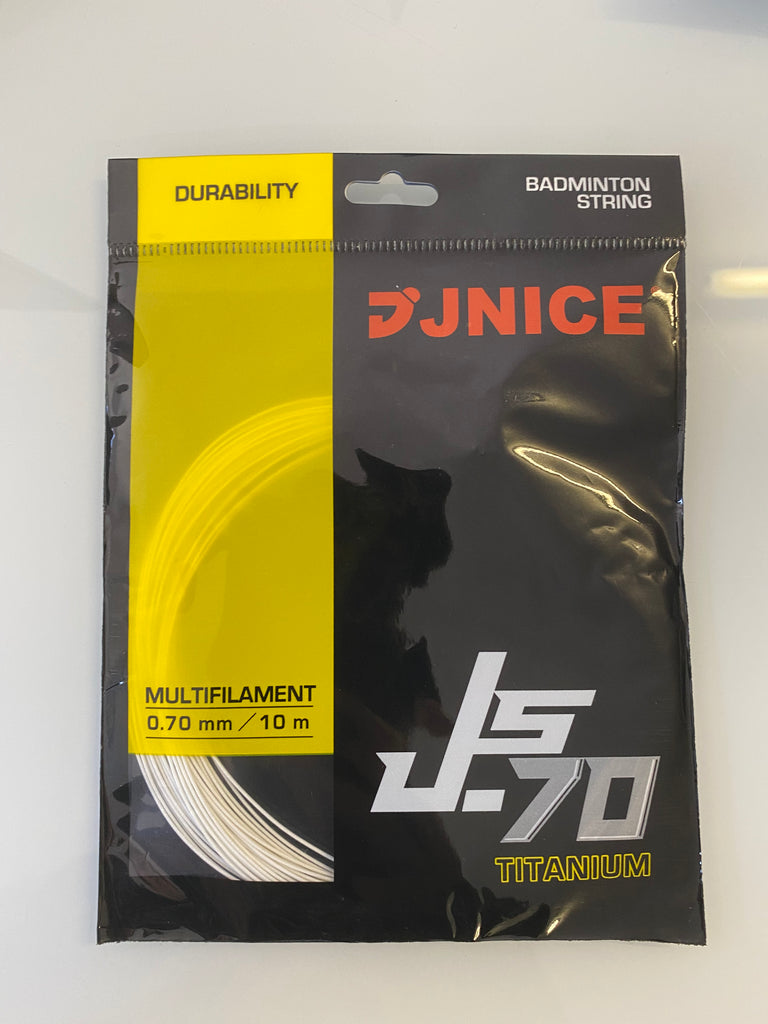 DURABILITY
BADMINTON
STRING
JNICE
MULTIFILAMENT
0.70 mm / 10 m
JS-70
TITANIUM